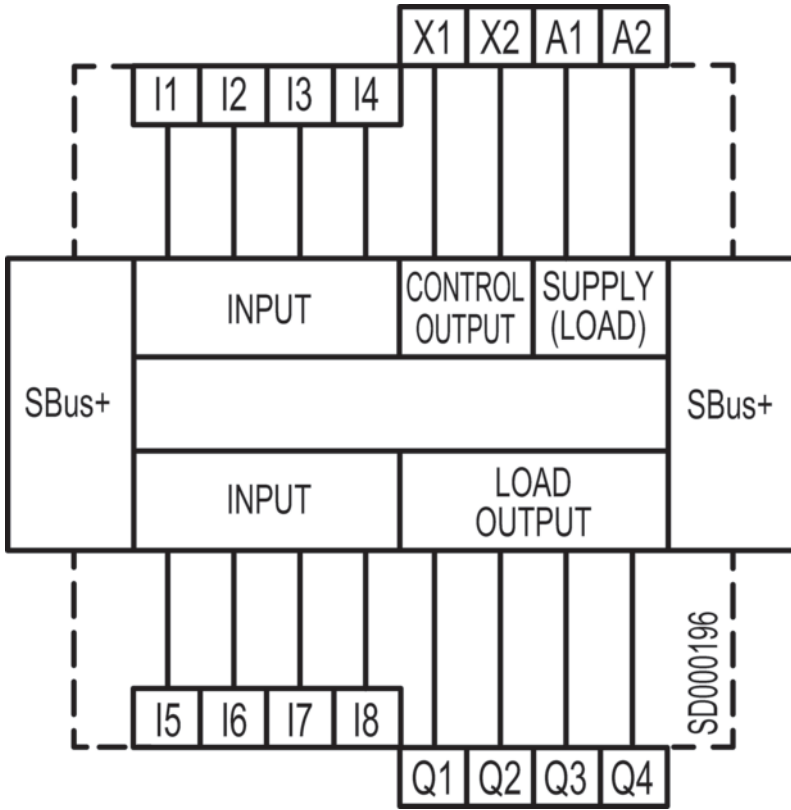 X1 X2 A1 A2
I1 I2 I3 I4
INPUT
CONTROL
OUTPUT
SUPPLY
(LOAD)
SBus+
SBus+
INPUT
LOAD
OUTPUT
SD000196
I5 I6 I7 I8
Q1 Q2 Q3 Q4